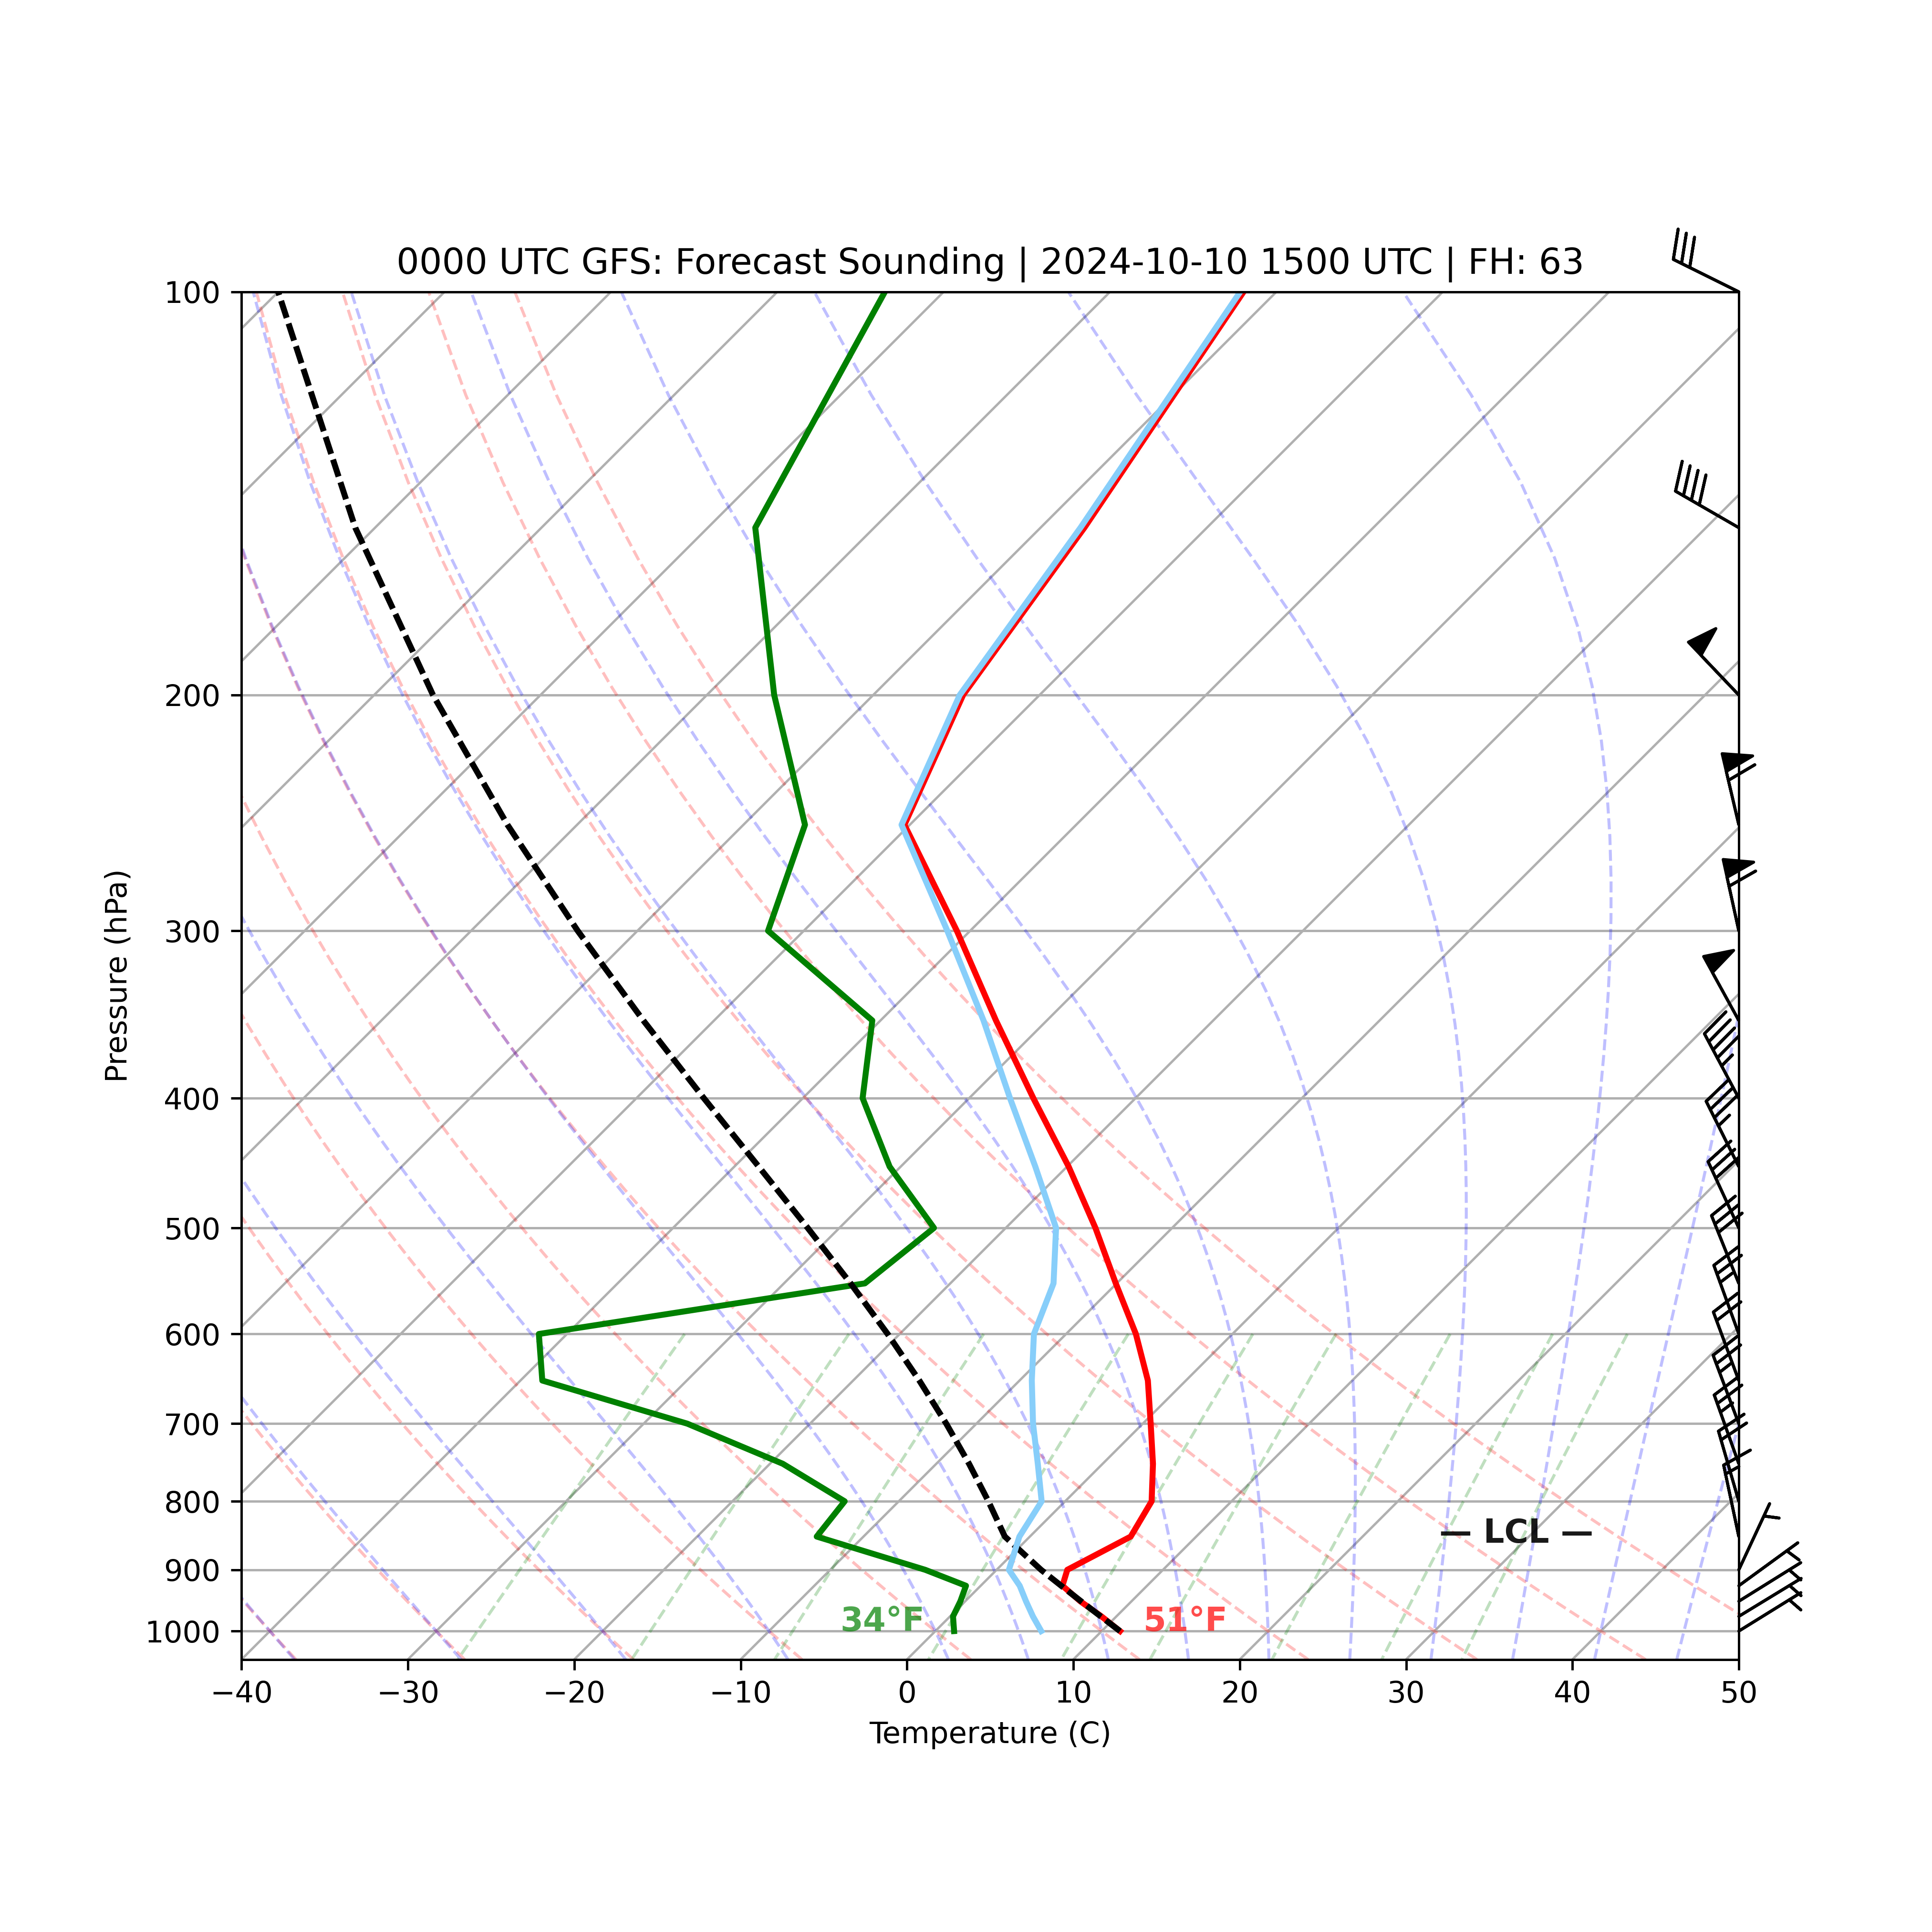 0000 UTC GFS: Forecast Sounding | 2024-10-10 1500 UTC | FH: 63
100
200
300
400
500
600
700
800
900
1000
Pressure (hPa)
— LCL —
34°F
51°F
−40 −30 −20 −10 0 10 20 30 40 50
Temperature (C)